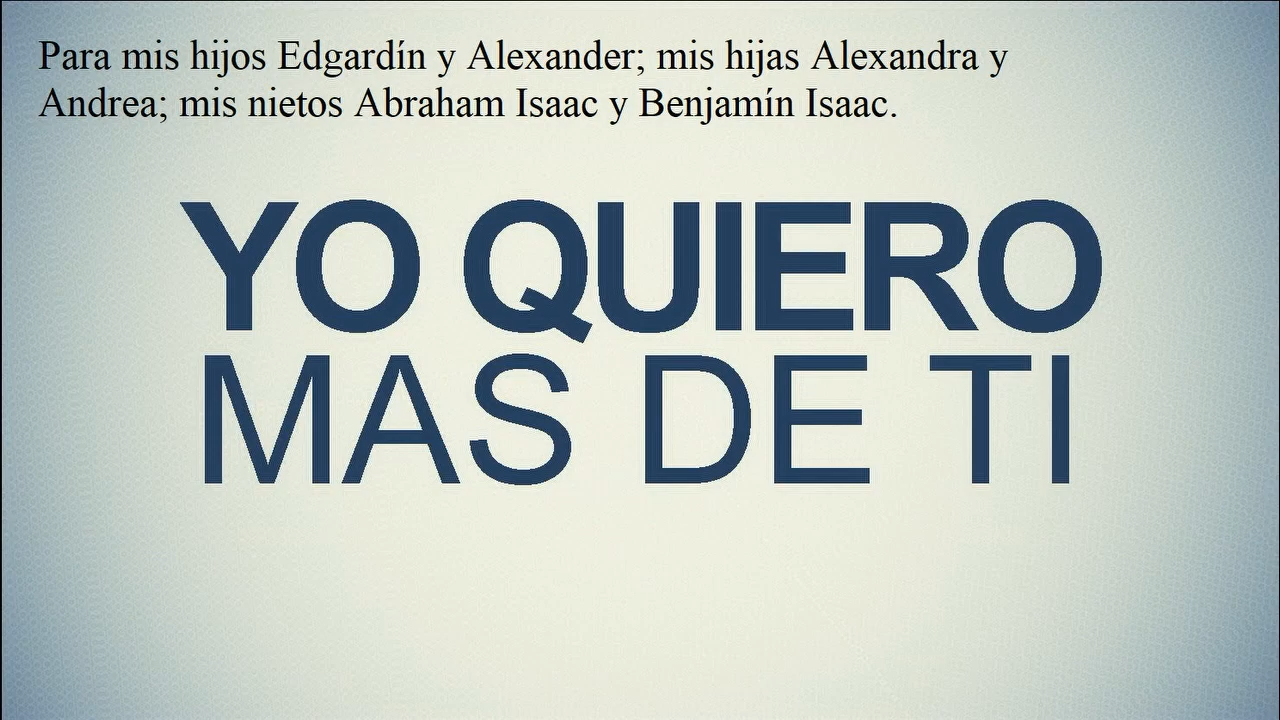 Para mis hijos Edgardín y Alexander; mis hijas Alexandra y
Andrea; mis nietos Abraham Isaac y Benjamín Isaac.
YO QUIERO
MAS DE TI